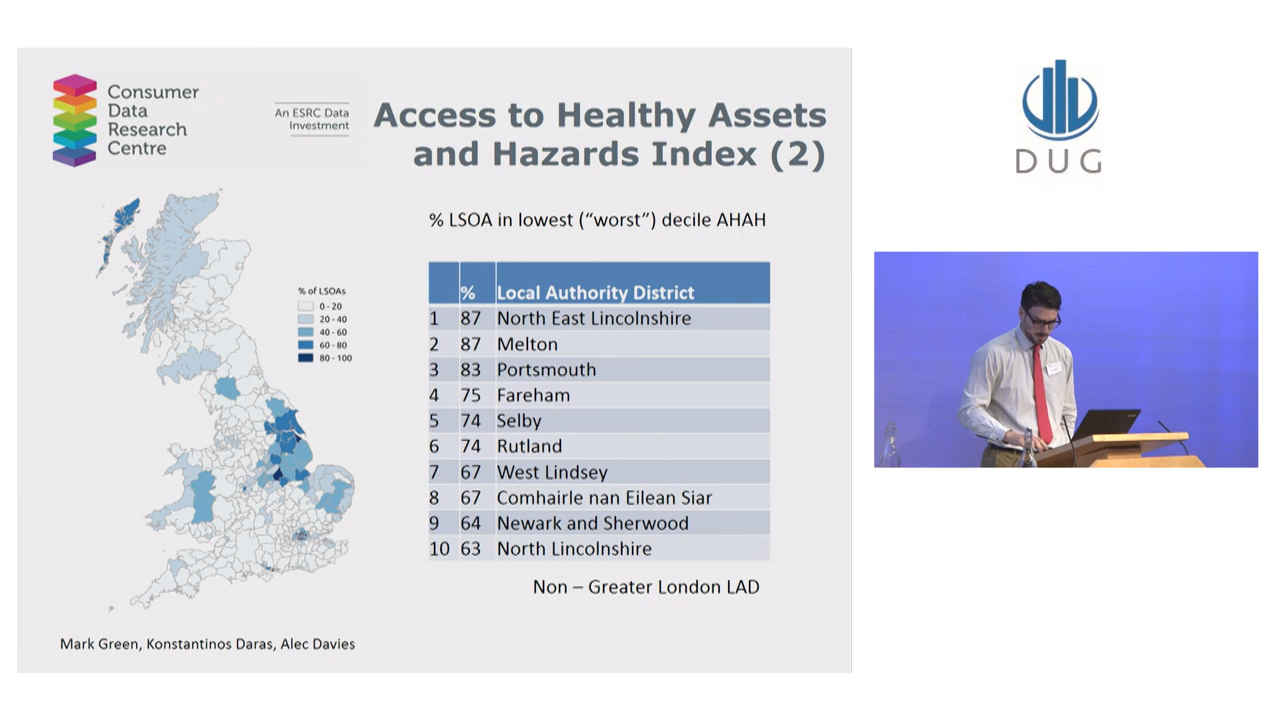 Consumer
Data
Research
Centre
An ESRC Data
Investment
Access to Healthy Assets
and Hazards Index (2)
DUG
% LSOA in lowest (“worst”) decile AHAH
% of LSOAs
0 - 20
20 - 40
40 - 60
60 - 80
80 - 100
% Local Authority District
1 87 North East Lincolnshire
2 87 Melton
3 83 Portsmouth
4 75 Fareham
5 74 Selby
6 74 Rutland
7 67 West Lindsey
8 67 Comhairle nan Eilean Siar
9 64 Newark and Sherwood
10 63 North Lincolnshire
Non – Greater London LAD
Mark Green, Konstantinos Daras, Alec Davies